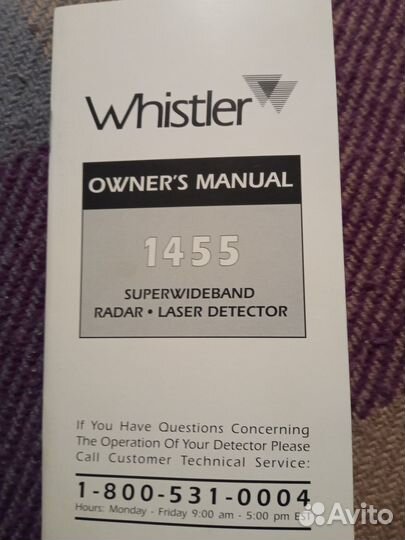 Whistler
OWNER'S MANUAL
1455
SUPERWIDEBAND
RADAR • LASER DETECTOR
If You Have Questions Concerning
The Operation Of Your Detector Please
Call Customer Technical Service:
1-800-531-0004
Hours: Monday - Friday 9:00 am - 5:00 pm EST
Avito